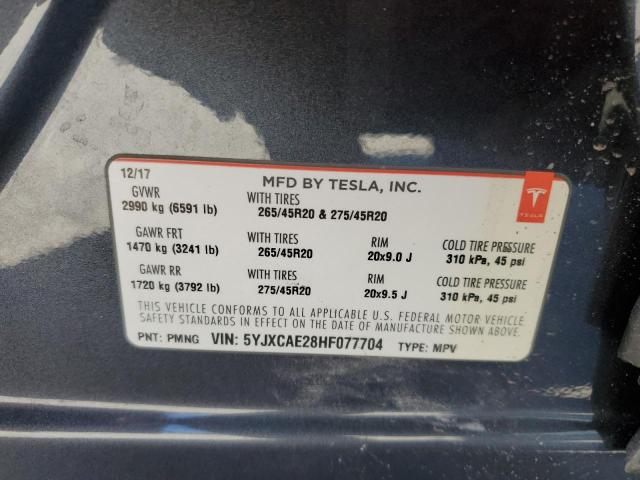 12/17
MFD BY TESLA, INC.
GVWR
2990 kg (6591 lb)
WITH TIRES
265/45R20 & 275/45R20
TESLA
GAWR FRT
1470 kg (3241 lb)
WITH TIRES
265/45R20
RIM
20x9.0 J
COLD TIRE PRESSURE
310 kPa, 45 psi
GAWR RR
1720 kg (3792 lb)
WITH TIRES
275/45R20
RIM
20x9.5 J
COLD TIRE PRESSURE
310 kPa, 45 psi
THIS VEHICLE CONFORMS TO ALL APPLICABLE U.S. FEDERAL MOTOR VEHICLE
SAFETY STANDARDS IN EFFECT ON THE DATE OF MANUFACTURE SHOWN ABOVE.
PNT: PMNG VIN: 5YJXCAE28HF077704 TYPE: MPV